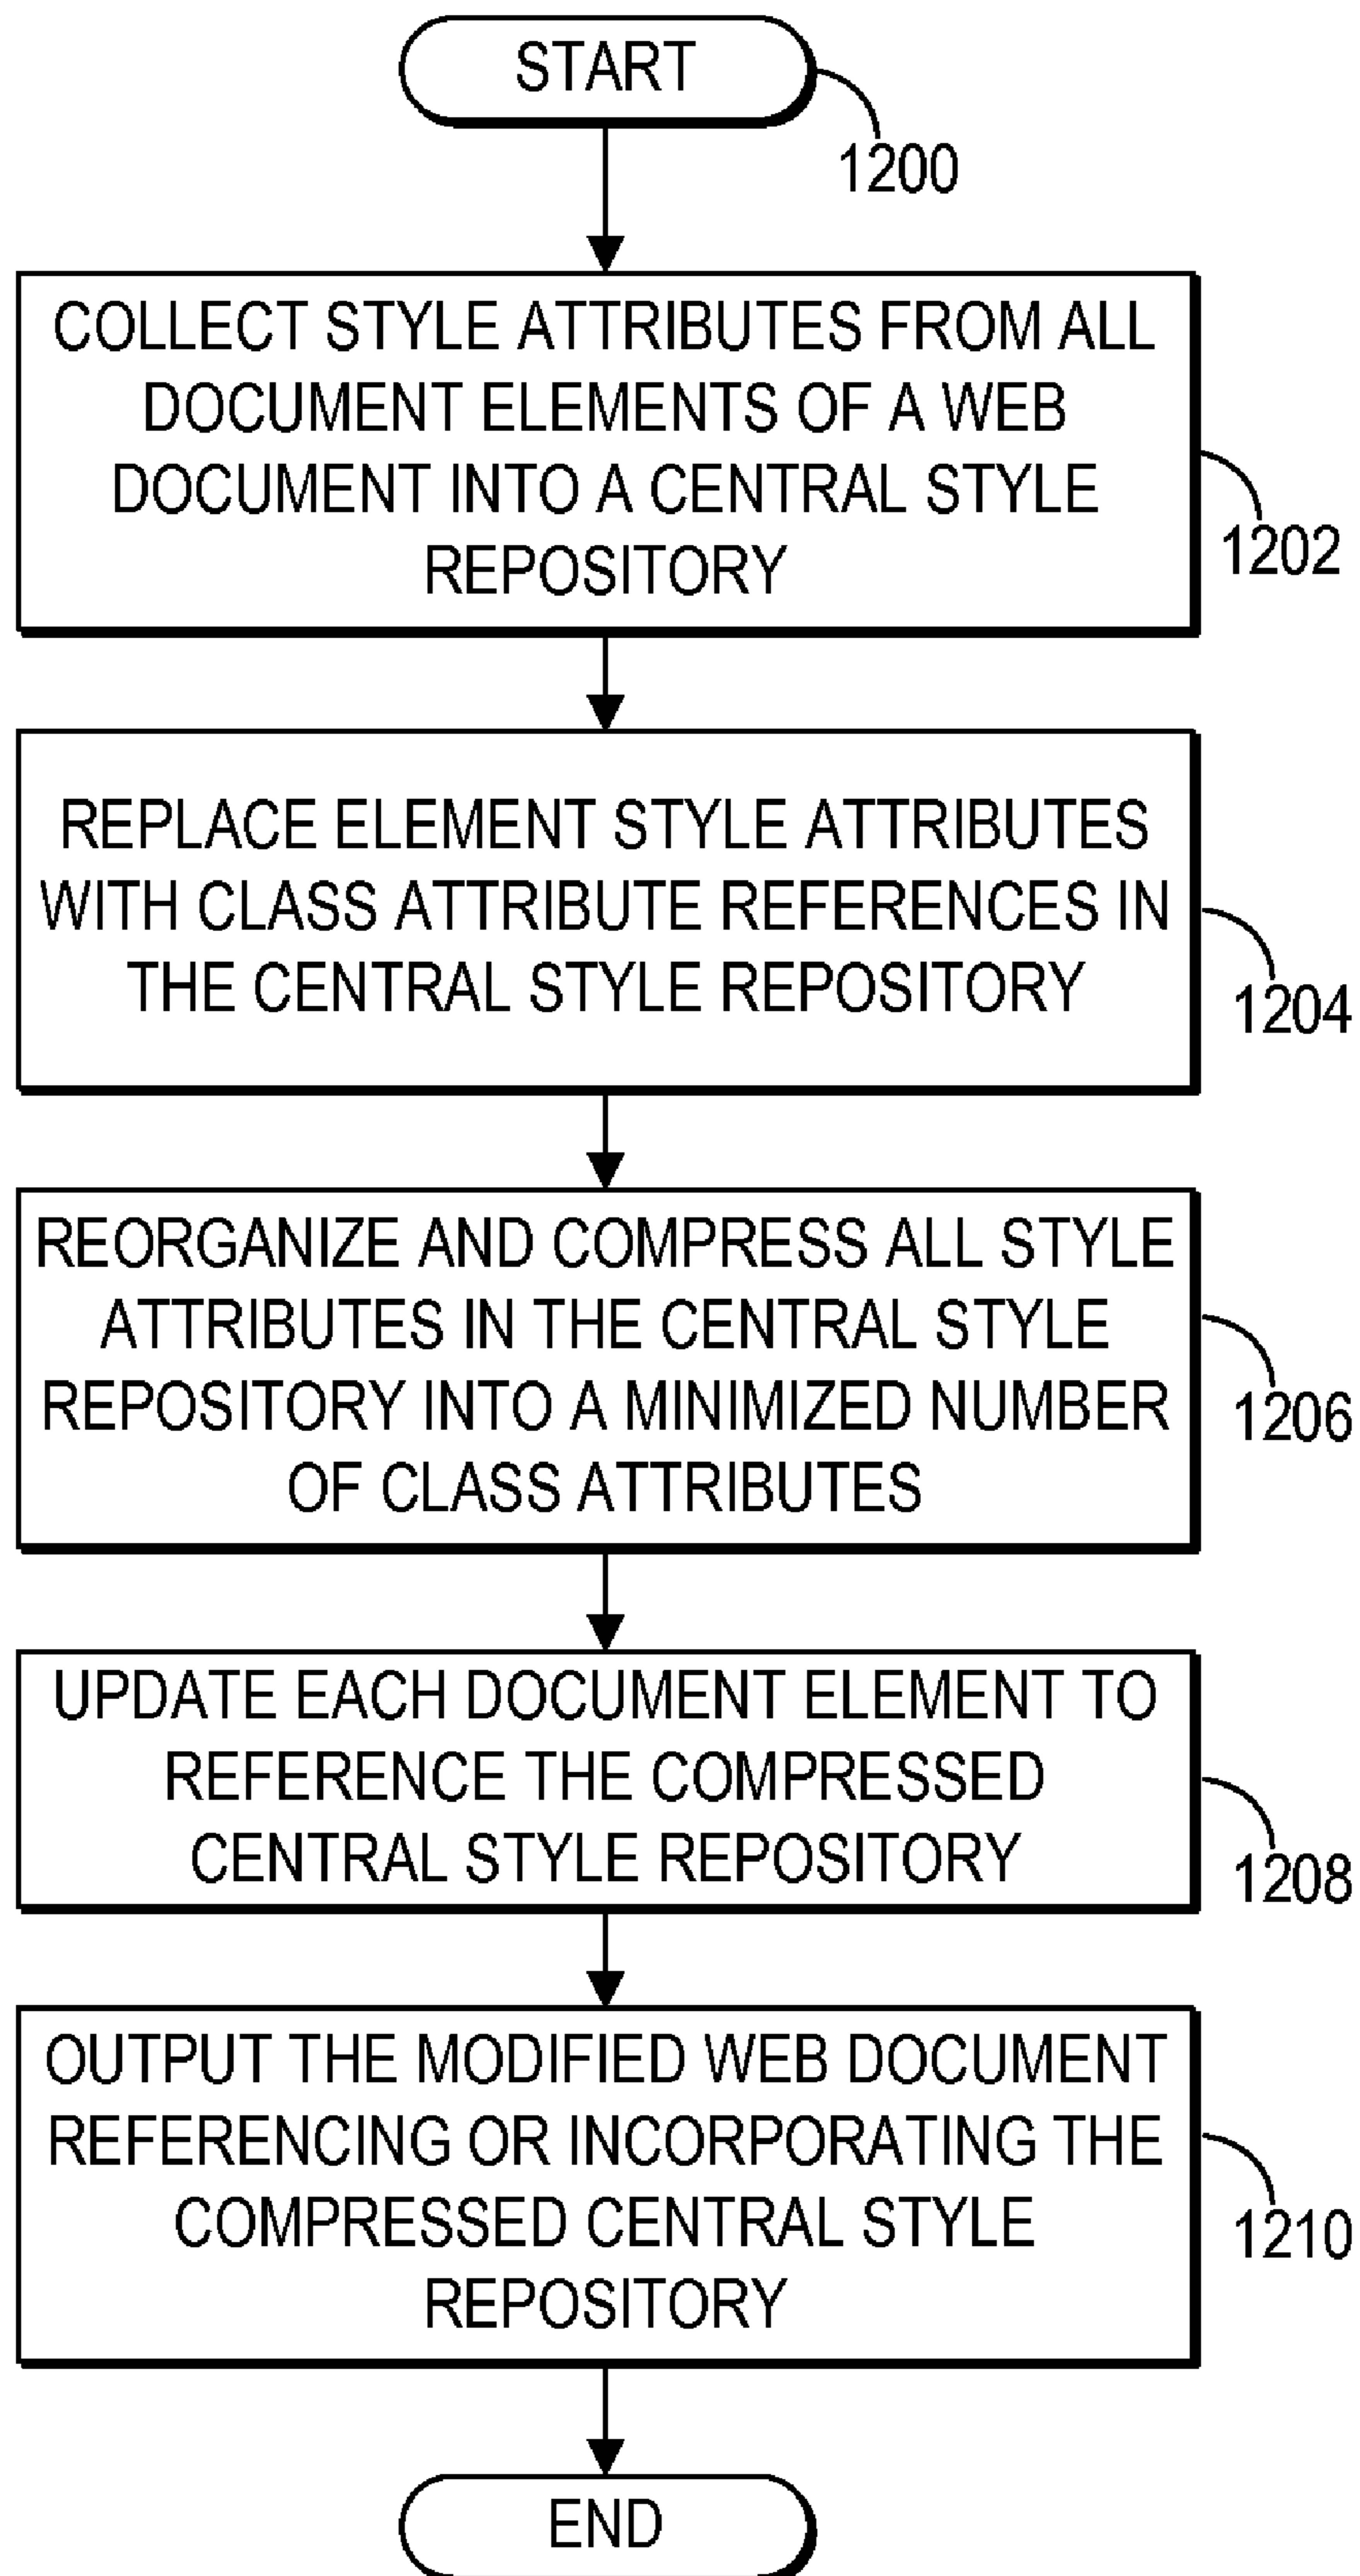 START
1200
COLLECT STYLE ATTRIBUTES FROM ALL
DOCUMENT ELEMENTS OF A WEB
DOCUMENT INTO A CENTRAL STYLE
REPOSITORY
1202
REPLACE ELEMENT STYLE ATTRIBUTES
WITH CLASS ATTRIBUTE REFERENCES IN
THE CENTRAL STYLE REPOSITORY
1204
REORGANIZE AND COMPRESS ALL STYLE
ATTRIBUTES IN THE CENTRAL STYLE
REPOSITORY INTO A MINIMIZED NUMBER
OF CLASS ATTRIBUTES
1206
UPDATE EACH DOCUMENT ELEMENT TO
REFERENCE THE COMPRESSED
CENTRAL STYLE REPOSITORY
1208
OUTPUT THE MODIFIED WEB DOCUMENT
REFERENCING OR INCORPORATING THE
COMPRESSED CENTRAL STYLE
REPOSITORY
1210
END